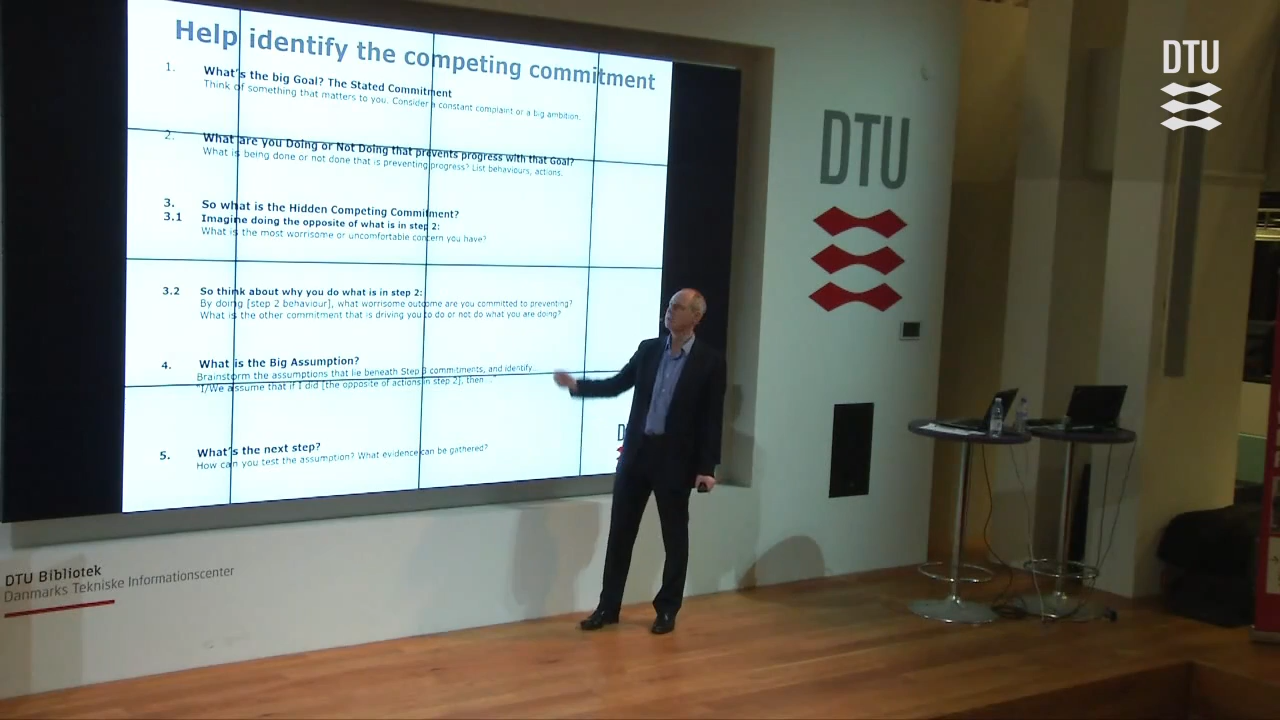 Help identify the competing commitment
1. What's the big Goal? The Stated Commitment
Think of something that matters to you. Consider a constant complaint or a big ambition.
2. What are you Doing or Not Doing that prevents progress with that Goal?
What is being done or not done that is preventing progress? List behaviours, actions.
3. So what is the Hidden Competing Commitment?
3.1 Imagine doing the opposite of what is in step 2:
What is the most worrisome or uncomfortable concern you have?
3.2 So think about why you do what is in step 2:
By doing [step 2 behaviour], what worrisome outcome are you committed to preventing?
What is the other commitment that is driving you to do or not do what you are doing?
4. What is the Big Assumption?
Brainstorm the assumptions that lie beneath Step 3 commitments, and identify...
"I/We assume that if I did [the opposite of actions in step 2], then..."
5. What's the next step?
How can you test the assumption? What evidence can be gathered?
DTU
DTU
DTU Bibliotek
Danmarks Tekniske Informationscenter